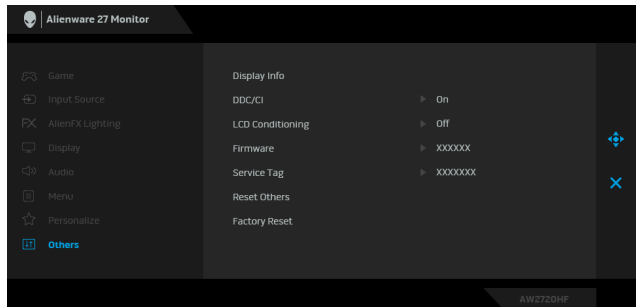 Alienware 27 Monitor
Game
Input Source
AlienFX Lighting
Display
Audio
Menu
Personalize
Others
Display Info
DDC/CI On
LCD Conditioning Off
Firmware XXXXXX
Service Tag XXXXXXX
Reset Others
Factory Reset
AW2720HF